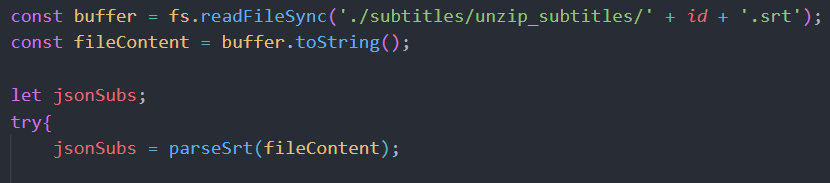 const buffer = fs.readFileSync('./subtitles/unzip_subtitles/' + id + '.srt');
const fileContent = buffer.toString();
let jsonSubs;
try{
jsonSubs = parseSrt(fileContent);